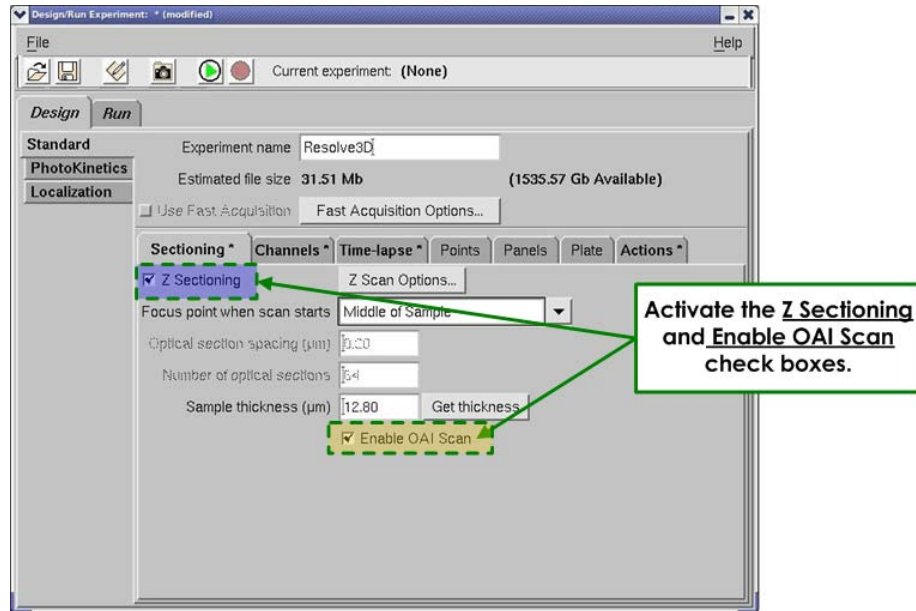 Design/Run Experiment: * (modified)
File Help
Current experiment: (None)
Design Run
Standard
PhotoKinetics
Localization
Experiment name Resolve3D
Estimated file size 31.51 Mb (1535.57 Gb Available)
Use Fast Acquisition Fast Acquisition Options...
Sectioning * Channels * Time-lapse * Points Panels Plate Actions *
Z Sectioning Z Scan Options...
Focus point when scan starts Middle of Sample
Optical section spacing (µm) 0.20
Number of optical sections 64
Sample thickness (µm) 12.80 Get thickness
Enable OAI Scan
Activate the Z Sectioning
and Enable OAI Scan
check boxes.